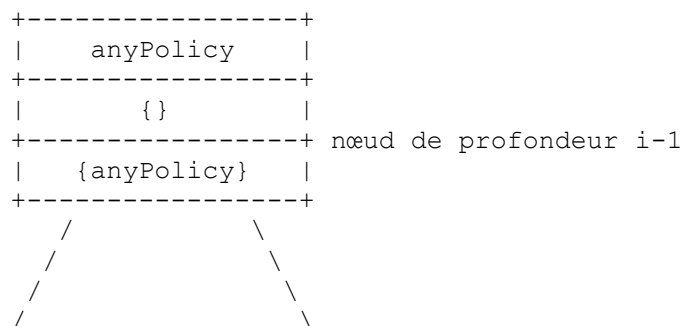 +-----------------+
|    anyPolicy    |
+-----------------+
|       {}        |
+-----------------+ nœud de profondeur i-1
|   {anyPolicy}   |
+-----------------+
   /           \
  /             \
 /               \
/                 \